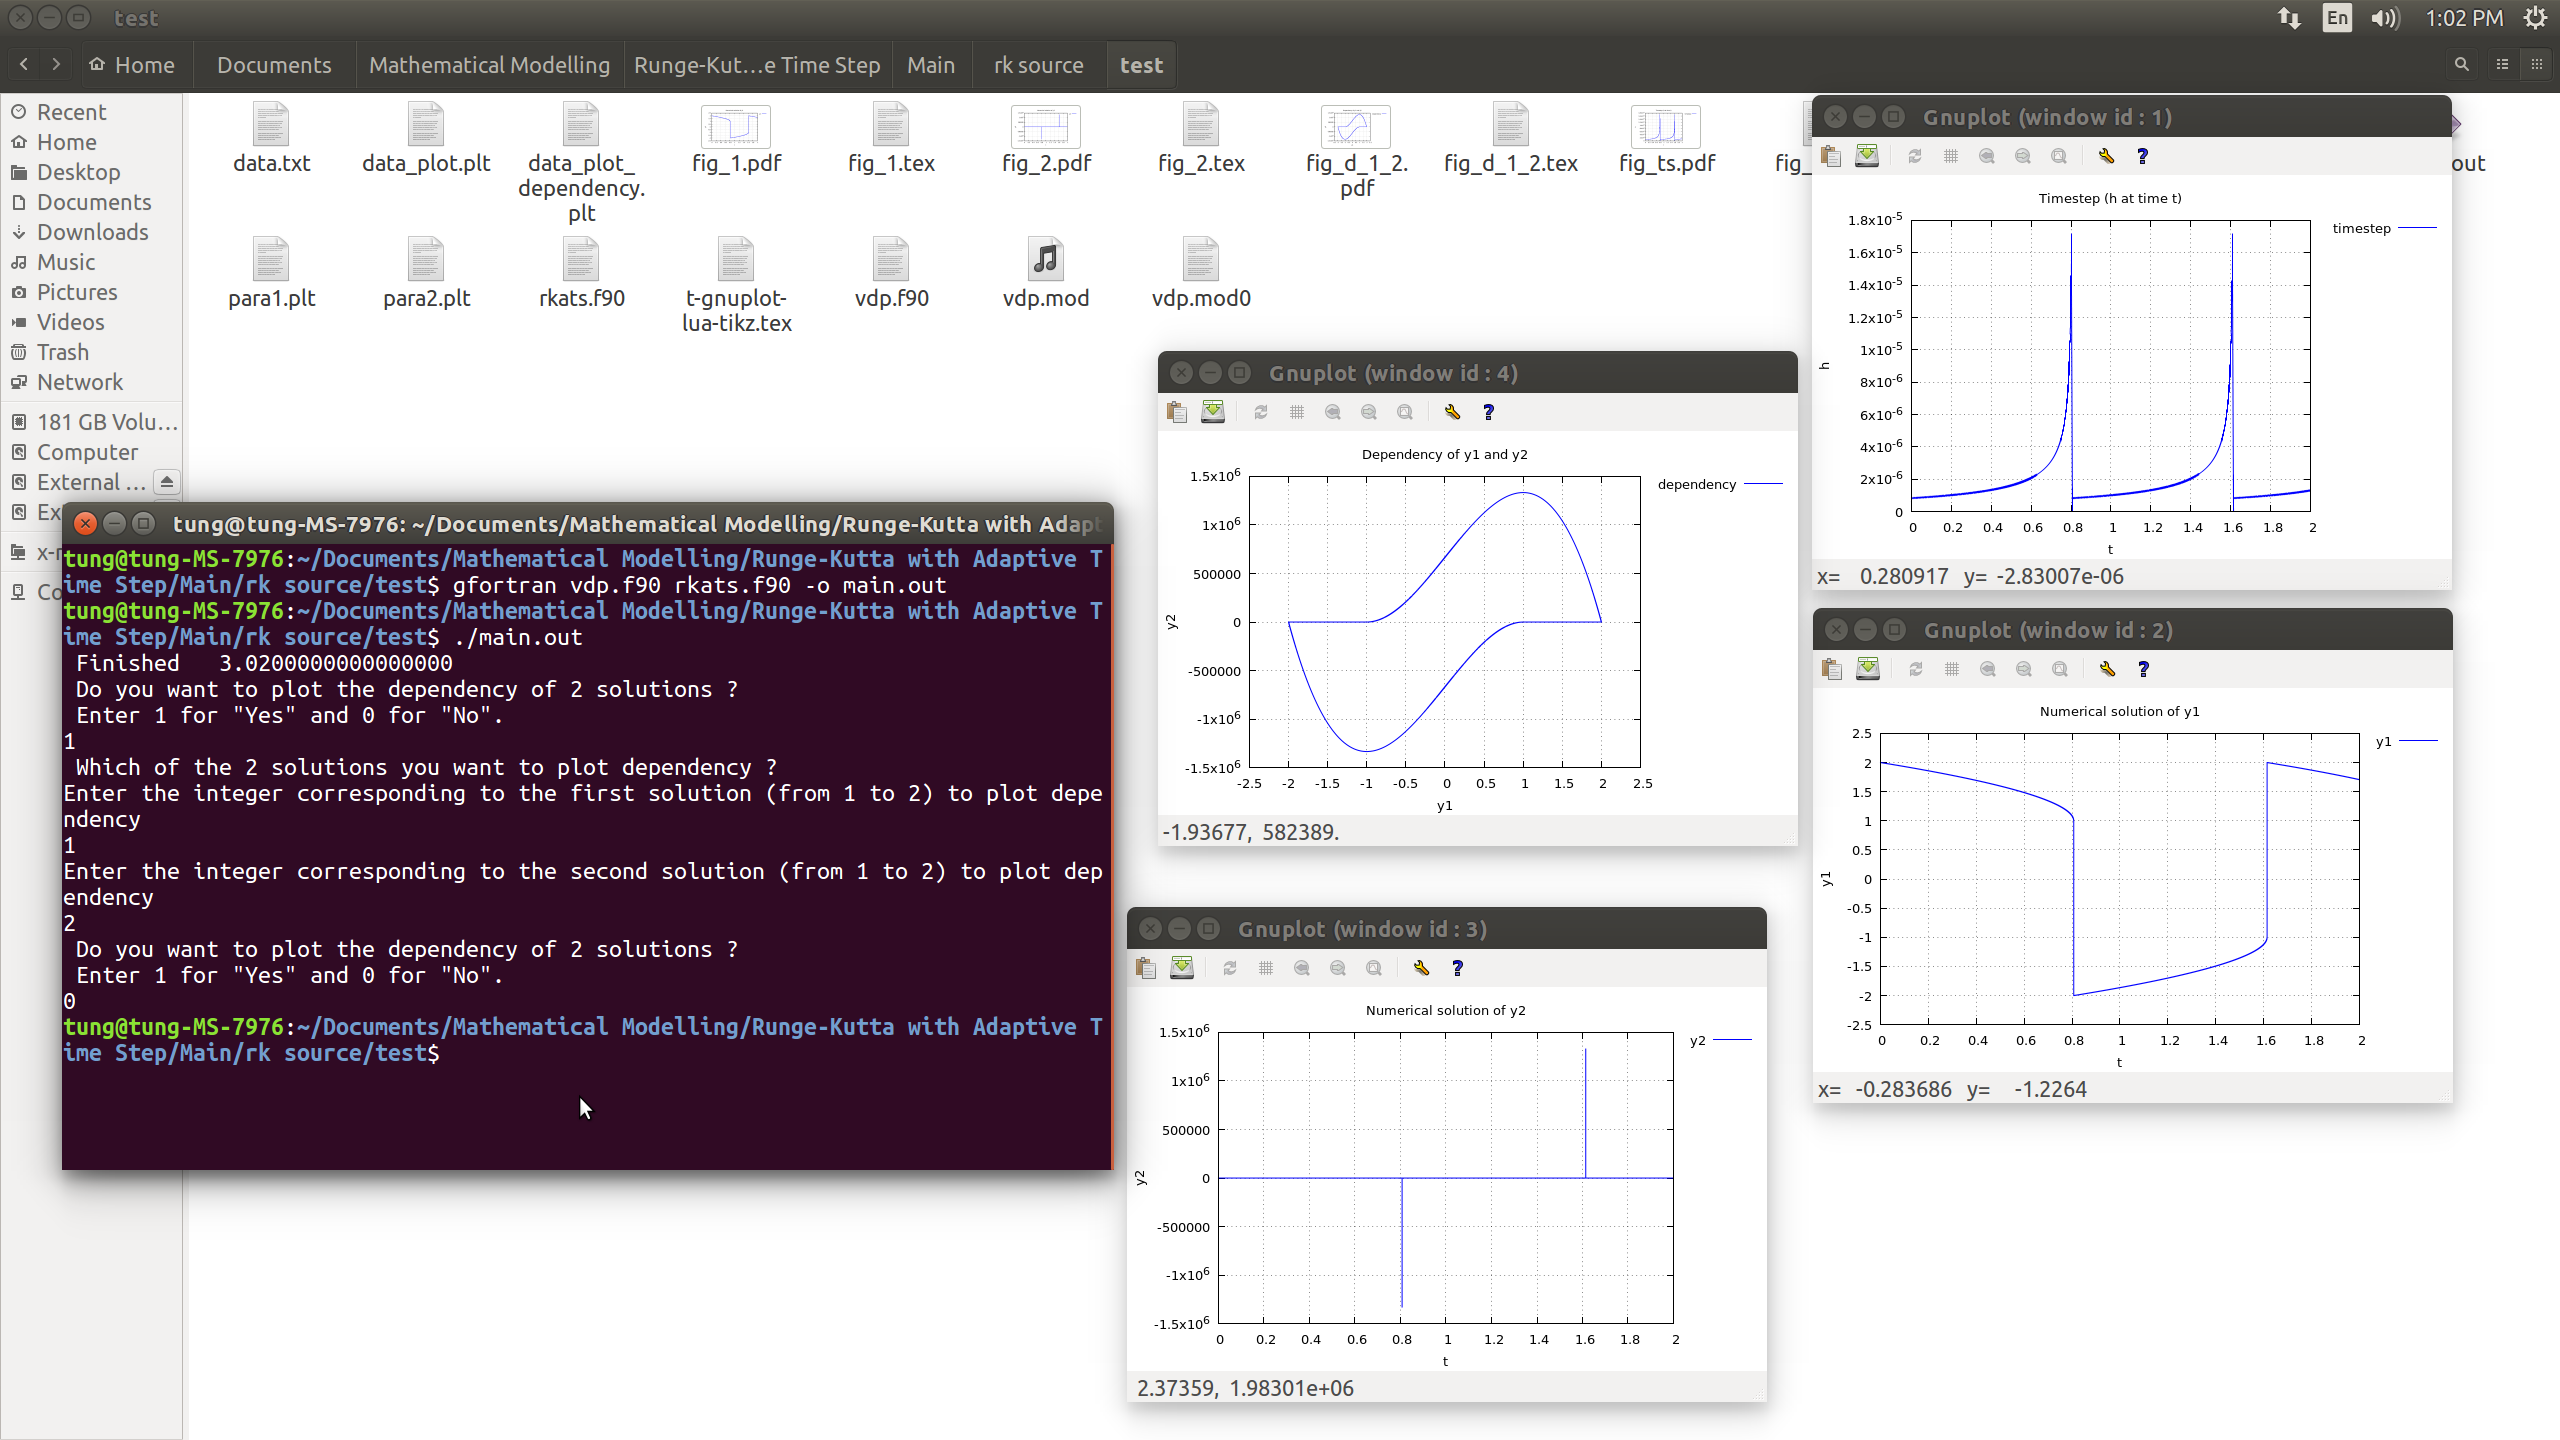 test
En
1:02 PM
Home
Documents
Mathematical Modelling
Runge-Kut…e Time Step
Main
rk source
test
Recent
Home
Desktop
Documents
Downloads
Music
Pictures
Videos
Trash
Network
181 GB Volu…
Computer
External …
Ex
x-r
Co
data.txt
data_plot.plt
data_plot_
dependency.
plt
fig_1.pdf
fig_1.tex
fig_2.pdf
fig_2.tex
fig_d_1_2.
pdf
fig_d_1_2.tex
fig_ts.pdf
fig_
out
para1.plt
para2.plt
rkats.f90
t-gnuplot-
lua-tikz.tex
vdp.f90
vdp.mod
vdp.mod0
tung@tung-MS-7976: ~/Documents/Mathematical Modelling/Runge-Kutta with Adapt
tung@tung-MS-7976:~/Documents/Mathematical Modelling/Runge-Kutta with Adaptive T
ime Step/Main/rk source/test$ gfortran vdp.f90 rkats.f90 -o main.out
tung@tung-MS-7976:~/Documents/Mathematical Modelling/Runge-Kutta with Adaptive T
ime Step/Main/rk source/test$ ./main.out
Finished   3.0200000000000000
Do you want to plot the dependency of 2 solutions ?
Enter 1 for "Yes" and 0 for "No".
1
Which of the 2 solutions you want to plot dependency ?
Enter the integer corresponding to the first solution (from 1 to 2) to plot depe
ndency
1
Enter the integer corresponding to the second solution (from 1 to 2) to plot dep
endency
2
Do you want to plot the dependency of 2 solutions ?
Enter 1 for "Yes" and 0 for "No".
0
tung@tung-MS-7976:~/Documents/Mathematical Modelling/Runge-Kutta with Adaptive T
ime Step/Main/rk source/test$
Gnuplot (window id : 1)
Timestep (h at time t)
timestep
1.8x10-5
1.6x10-5
1.4x10-5
1.2x10-5
1x10-5
8x10-6
6x10-6
4x10-6
2x10-6
0
h
0 0.2 0.4 0.6 0.8 1 1.2 1.4 1.6 1.8 2
t
x= 0.280917 y= -2.83007e-06
Gnuplot (window id : 4)
Dependency of y1 and y2
dependency
1.5x106
1x106
500000
0
-500000
-1x106
-1.5x106
y2
-2.5 -2 -1.5 -1 -0.5 0 0.5 1 1.5 2 2.5
y1
-1.93677, 582389.
Gnuplot (window id : 2)
Numerical solution of y1
y1
2.5
2
1.5
1
0.5
0
-0.5
-1
-1.5
-2
-2.5
y1
0 0.2 0.4 0.6 0.8 1 1.2 1.4 1.6 1.8 2
t
x= -0.283686 y= -1.2264
Gnuplot (window id : 3)
Numerical solution of y2
y2
1.5x106
1x106
500000
0
-500000
-1x106
-1.5x106
y2
0 0.2 0.4 0.6 0.8 1 1.2 1.4 1.6 1.8 2
t
2.37359, 1.98301e+06